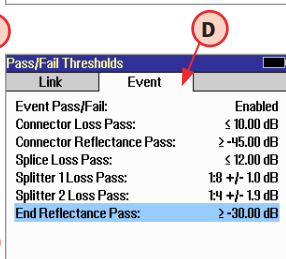 D
Pass/Fail Thresholds
Link Event
Event Pass/Fail: Enabled
Connector Loss Pass: ≤ 10.00 dB
Connector Reflectance Pass: ≥ -45.00 dB
Splice Loss Pass: ≤ 12.00 dB
Splitter 1 Loss Pass: 1:8 +/- 1.0 dB
Splitter 2 Loss Pass: 1:4 +/- 1.9 dB
End Reflectance Pass: ≥ -30.00 dB